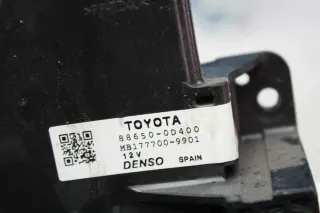 TOYOTA
88650-0D400
MB177700-9901
12V
DENSO SPAIN